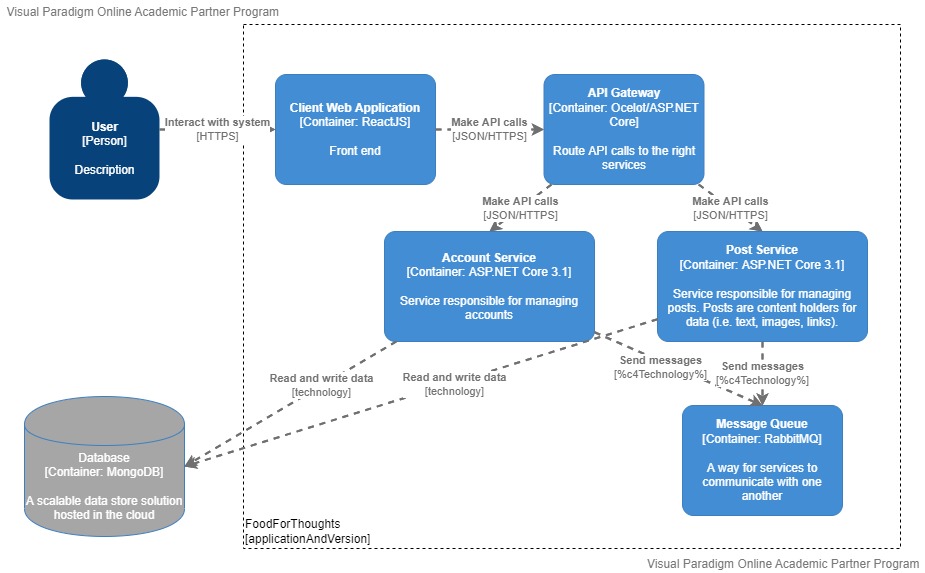 Visual Paradigm Online Academic Partner Program
User
[Person]
Description
Interact with system
[HTTPS]
Client Web Application
[Container: ReactJS]
Front end
Make API calls
[JSON/HTTPS]
API Gateway
[Container: Ocelot/ASP.NET
Core]
Route API calls to the right
services
Make API calls
[JSON/HTTPS]
Make API calls
[JSON/HTTPS]
Account Service
[Container: ASP.NET Core 3.1]
Service responsible for managing
accounts
Post Service
[Container: ASP.NET Core 3.1]
Service responsible for managing
posts. Posts are content holders for
data (i.e. text, images, links).
Read and write data
[technology]
Read and write data
[technology]
Send messages
[%c4Technology%]
Send messages
[%c4Technology%]
Database
[Container: MongoDB]
A scalable data store solution
hosted in the cloud
Message Queue
[Container: RabbitMQ]
A way for services to
communicate with one
another
FoodForThoughts
[applicationAndVersion]
Visual Paradigm Online Academic Partner Program